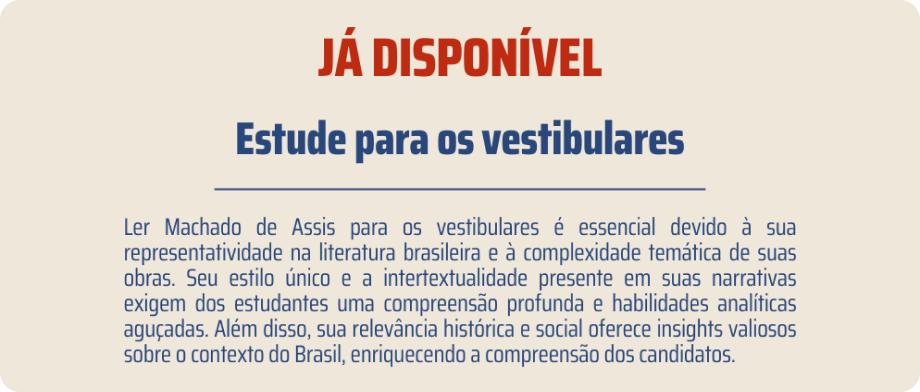 JÁ DISPONÍVEL
Estude para os vestibulares
Ler Machado de Assis para os vestibulares é essencial devido à sua
representatividade na literatura brasileira e à complexidade temática de suas
obras. Seu estilo único e a intertextualidade presente em suas narrativas
exigem dos estudantes uma compreensão profunda e habilidades analíticas
aguçadas. Além disso, sua relevância histórica e social oferece insights valiosos
sobre o contexto do Brasil, enriquecendo a compreensão dos candidatos.